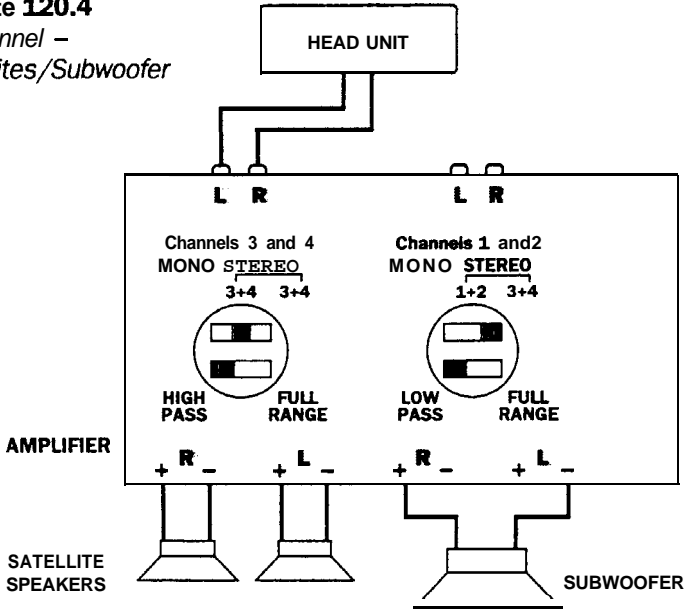 te 120.4
nnel –
ites/Subwoofer
HEAD UNIT
L R L R
Channels 3 and 4 Channels 1 and2
MONO STEREO MONO STEREO
3+4 3+4 1+2 3+4
HIGH PASS FULL RANGE LOW PASS FULL RANGE
AMPLIFIER
+ R – + L – + R – + L –
SATELLITE SPEAKERS
SUBWOOFER